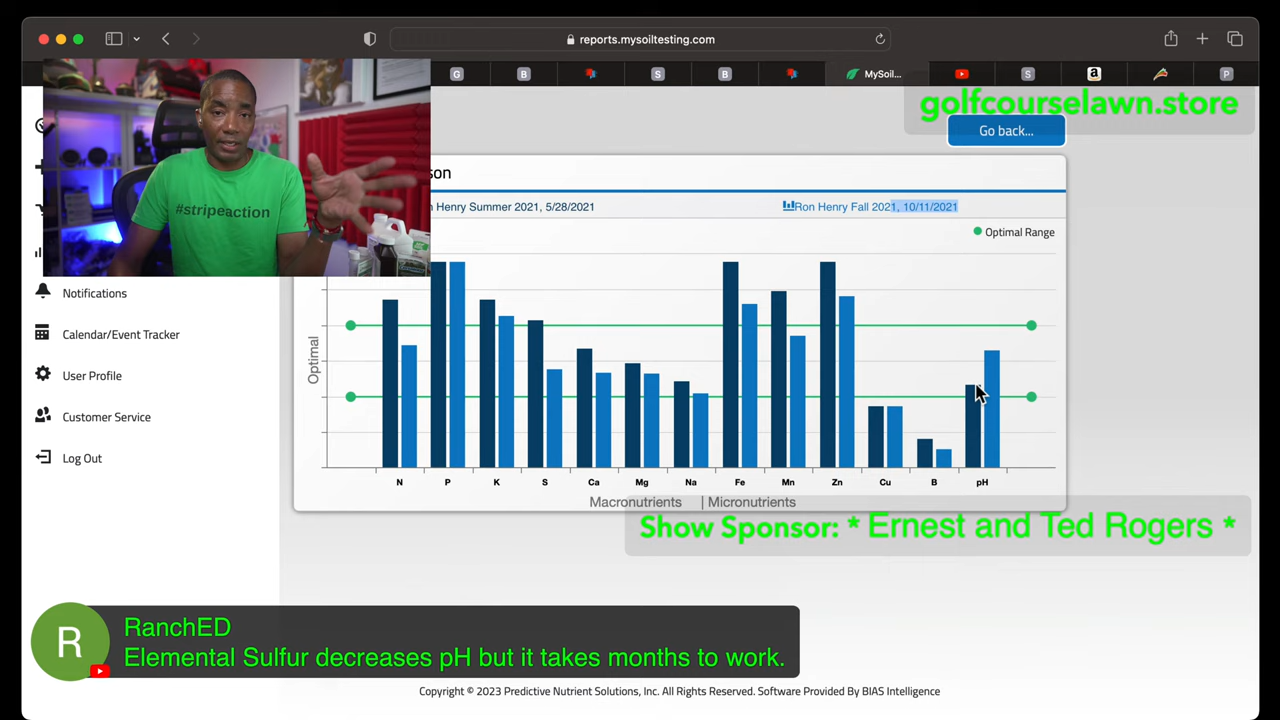 reports.mysoiltesting.com
G
B
S
B
MySoil...
S
a
P
golfcourselawn.store
Go back...
son
n Henry Summer 2021, 5/28/2021
Ron Henry Fall 2021, 10/11/2021
Optimal Range
#stripeaction
Notifications
Calendar/Event Tracker
User Profile
Customer Service
Log Out
Optimal
N P K S Ca Mg Na Fe Mn Zn Cu B pH
Macronutrients | Micronutrients
Show Sponsor: * Ernest and Ted Rogers *
R
RanchED
Elemental Sulfur decreases pH but it takes months to work.
Copyright © 2023 Predictive Nutrient Solutions, Inc. All Rights Reserved. Software Provided By BIAS Intelligence